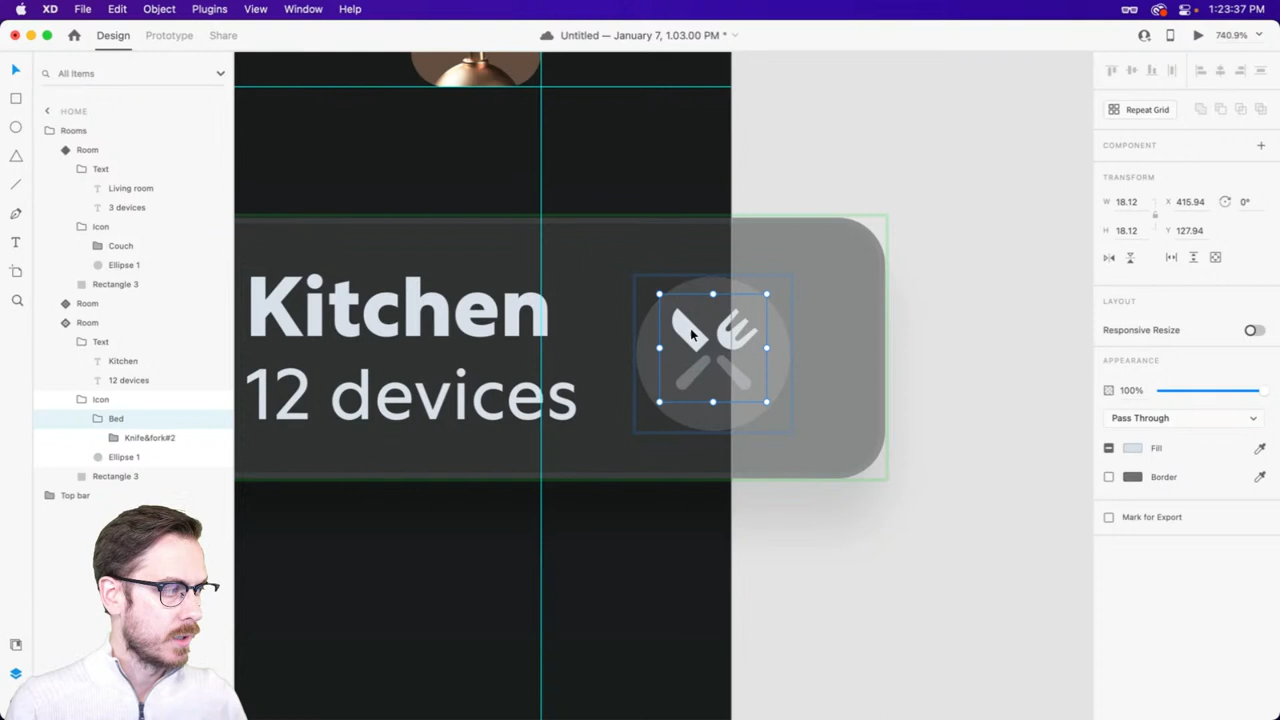 XD File Edit Object Plugins View Window Help 1:23:37 PM
Design Prototype Share Untitled — January 7, 1.03.00 PM * 740.9%
All Items
HOME
Rooms
Room
Text
Living room
3 devices
Icon
Couch
Ellipse 1
Rectangle 3
Room
Room
Text
Kitchen
12 devices
Icon
Bed
Knife&fork#2
Ellipse 1
Rectangle 3
Top bar
Kitchen
12 devices
Repeat Grid
COMPONENT
TRANSFORM
W 18.12 X 415.94 0°
H 18.12 Y 127.94
LAYOUT
Responsive Resize
APPEARANCE
100%
Pass Through
Fill
Border
Mark for Export